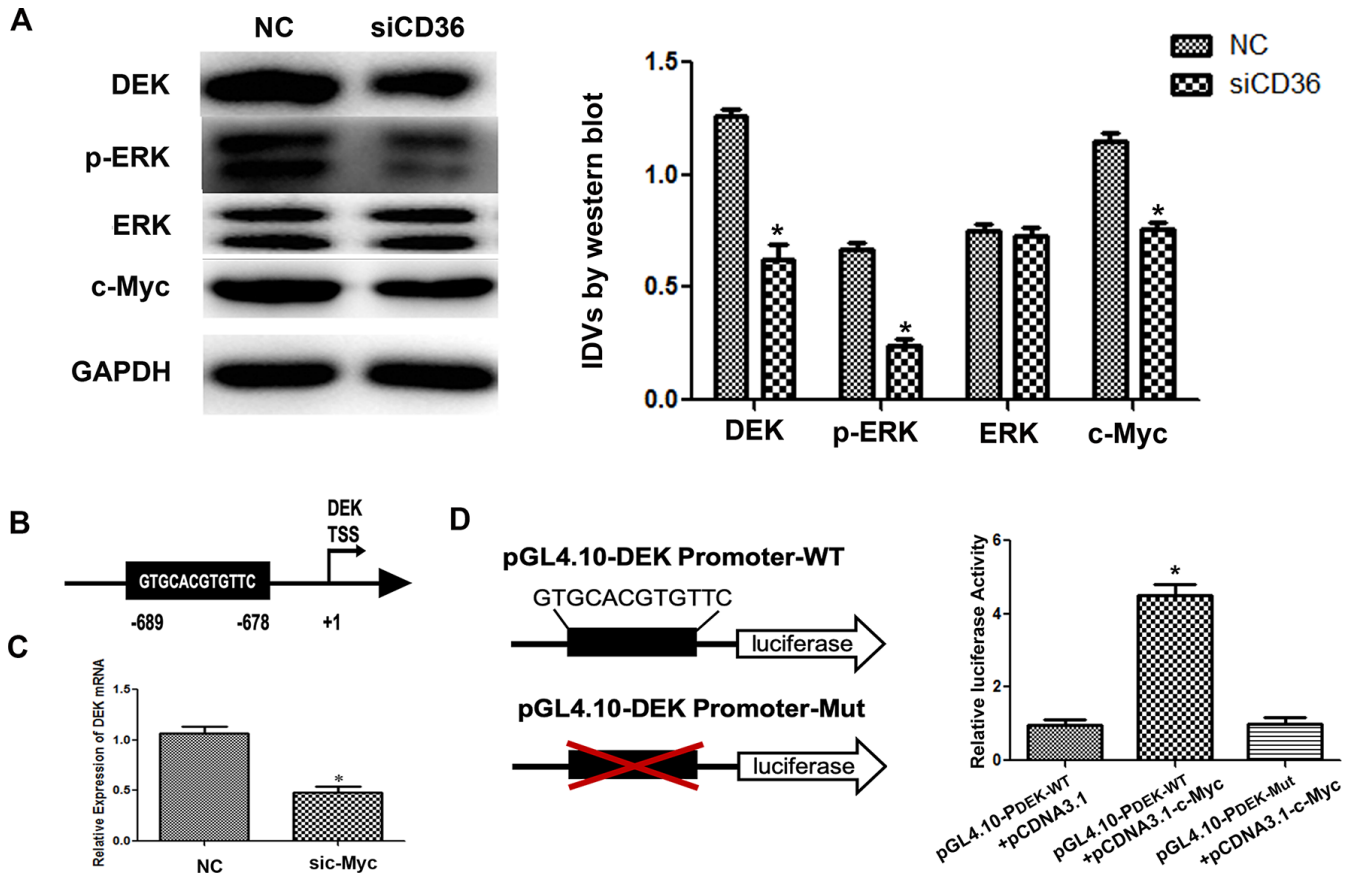 A
NC siCD36
DEK
p-ERK
ERK
c-Myc
GAPDH
NC
siCD36
IDVs by western blot
1.5
1.0
0.5
0.0
*
*
*
DEK p-ERK ERK c-Myc
B
DEK
TSS
GTGCACGTGTTC
-689 -678 +1
C
Relative Expression of DEK mRNA
1.5
1.0
0.5
0.0
*
NC sic-Myc
D
pGL4.10-DEK Promoter-WT
GTGCACGTGTTC
luciferase
pGL4.10-DEK Promoter-Mut
luciferase
Relative luciferase Activity
6
4
2
0
*
pGL4.10-PDEK-WT
+pCDNA3.1
pGL4.10-PDEK-WT
+pCDNA3.1-c-Myc
pGL4.10-PDEK-Mut
+pCDNA3.1-c-Myc